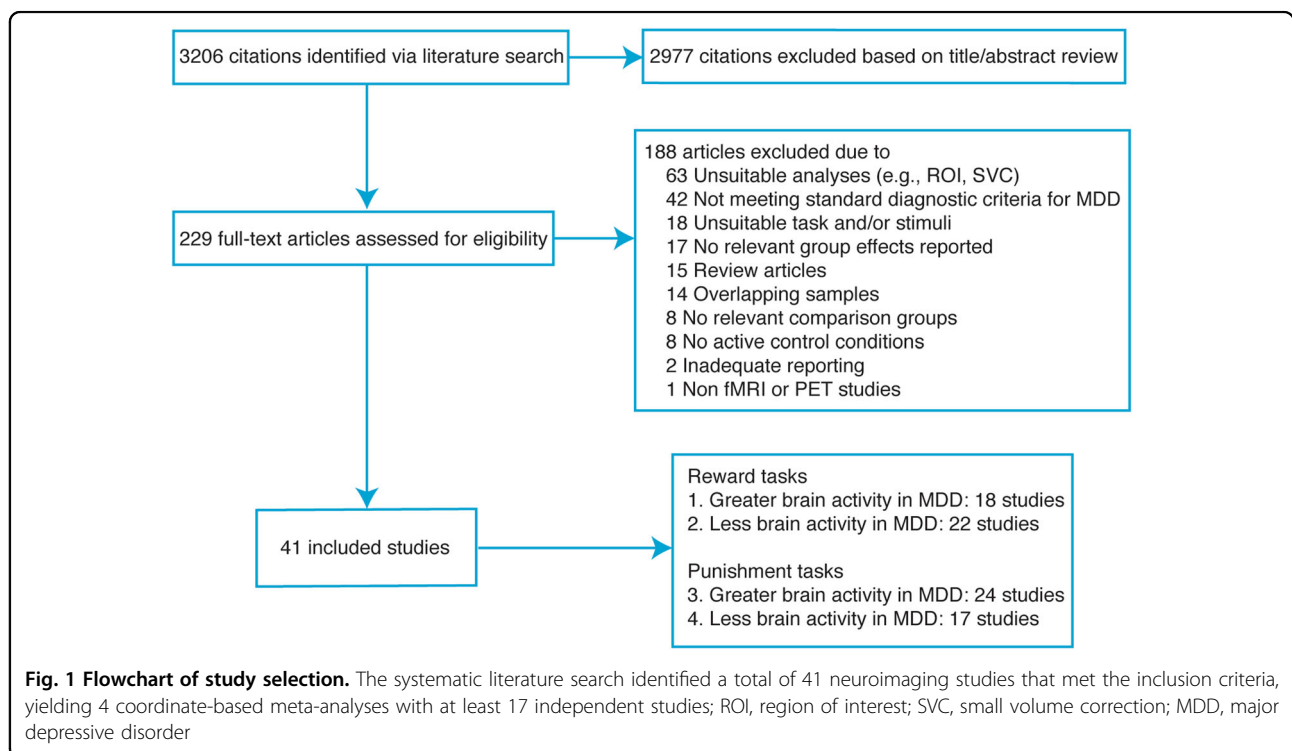 3206 citations identified via literature search
2977 citations excluded based on title/abstract review
188 articles excluded due to
63 Unsuitable analyses (e.g., ROI, SVC)
42 Not meeting standard diagnostic criteria for MDD
18 Unsuitable task and/or stimuli
17 No relevant group effects reported
15 Review articles
14 Overlapping samples
8 No relevant comparison groups
8 No active control conditions
2 Inadequate reporting
1 Non fMRI or PET studies
229 full-text articles assessed for eligibility
41 included studies
Reward tasks
1. Greater brain activity in MDD: 18 studies
2. Less brain activity in MDD: 22 studies
Punishment tasks
3. Greater brain activity in MDD: 24 studies
4. Less brain activity in MDD: 17 studies
Fig. 1 Flowchart of study selection. The systematic literature search identified a total of 41 neuroimaging studies that met the inclusion criteria,
yielding 4 coordinate-based meta-analyses with at least 17 independent studies; ROI, region of interest; SVC, small volume correction; MDD, major
depressive disorder